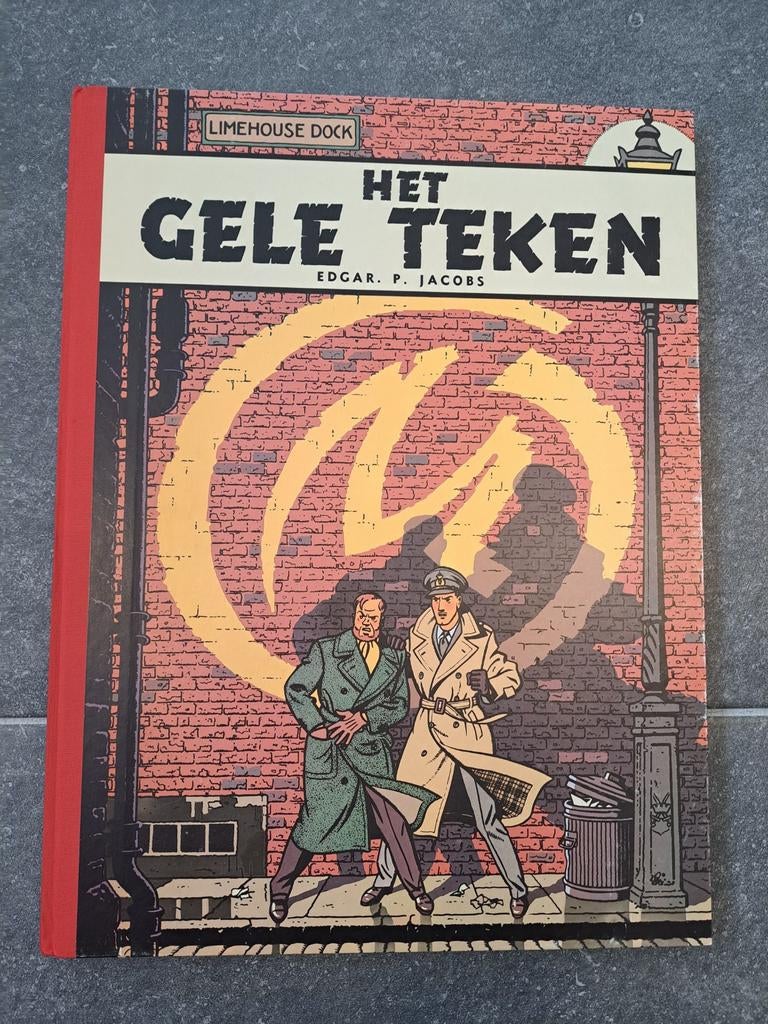 LIMEHOUSE DOCK
HET
GELE TEKEN
EDGAR. P. JACOBS